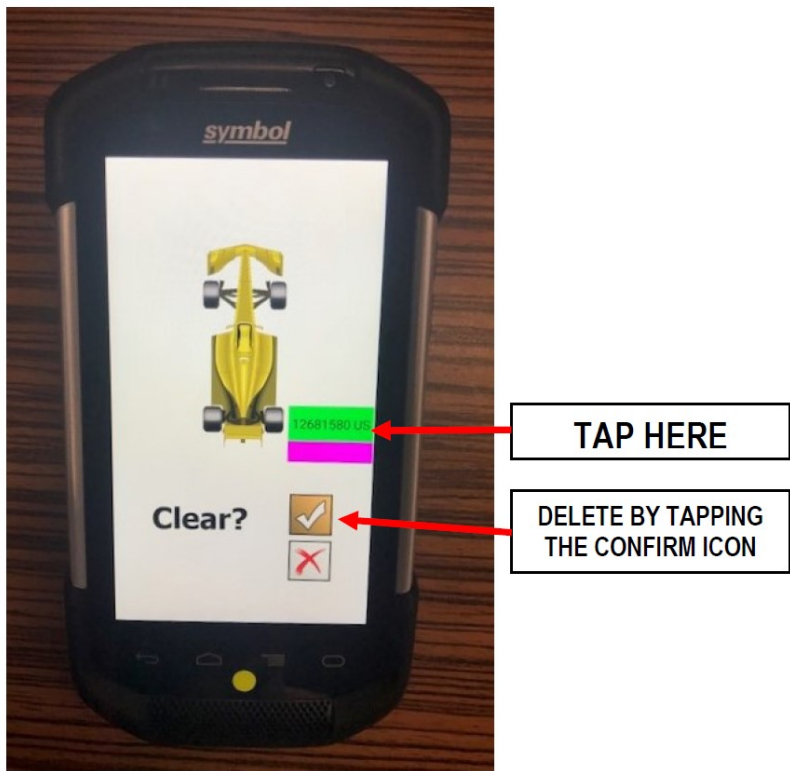 symbol
12681580 US
TAP HERE
Clear?
DELETE BY TAPPING
THE CONFIRM ICON